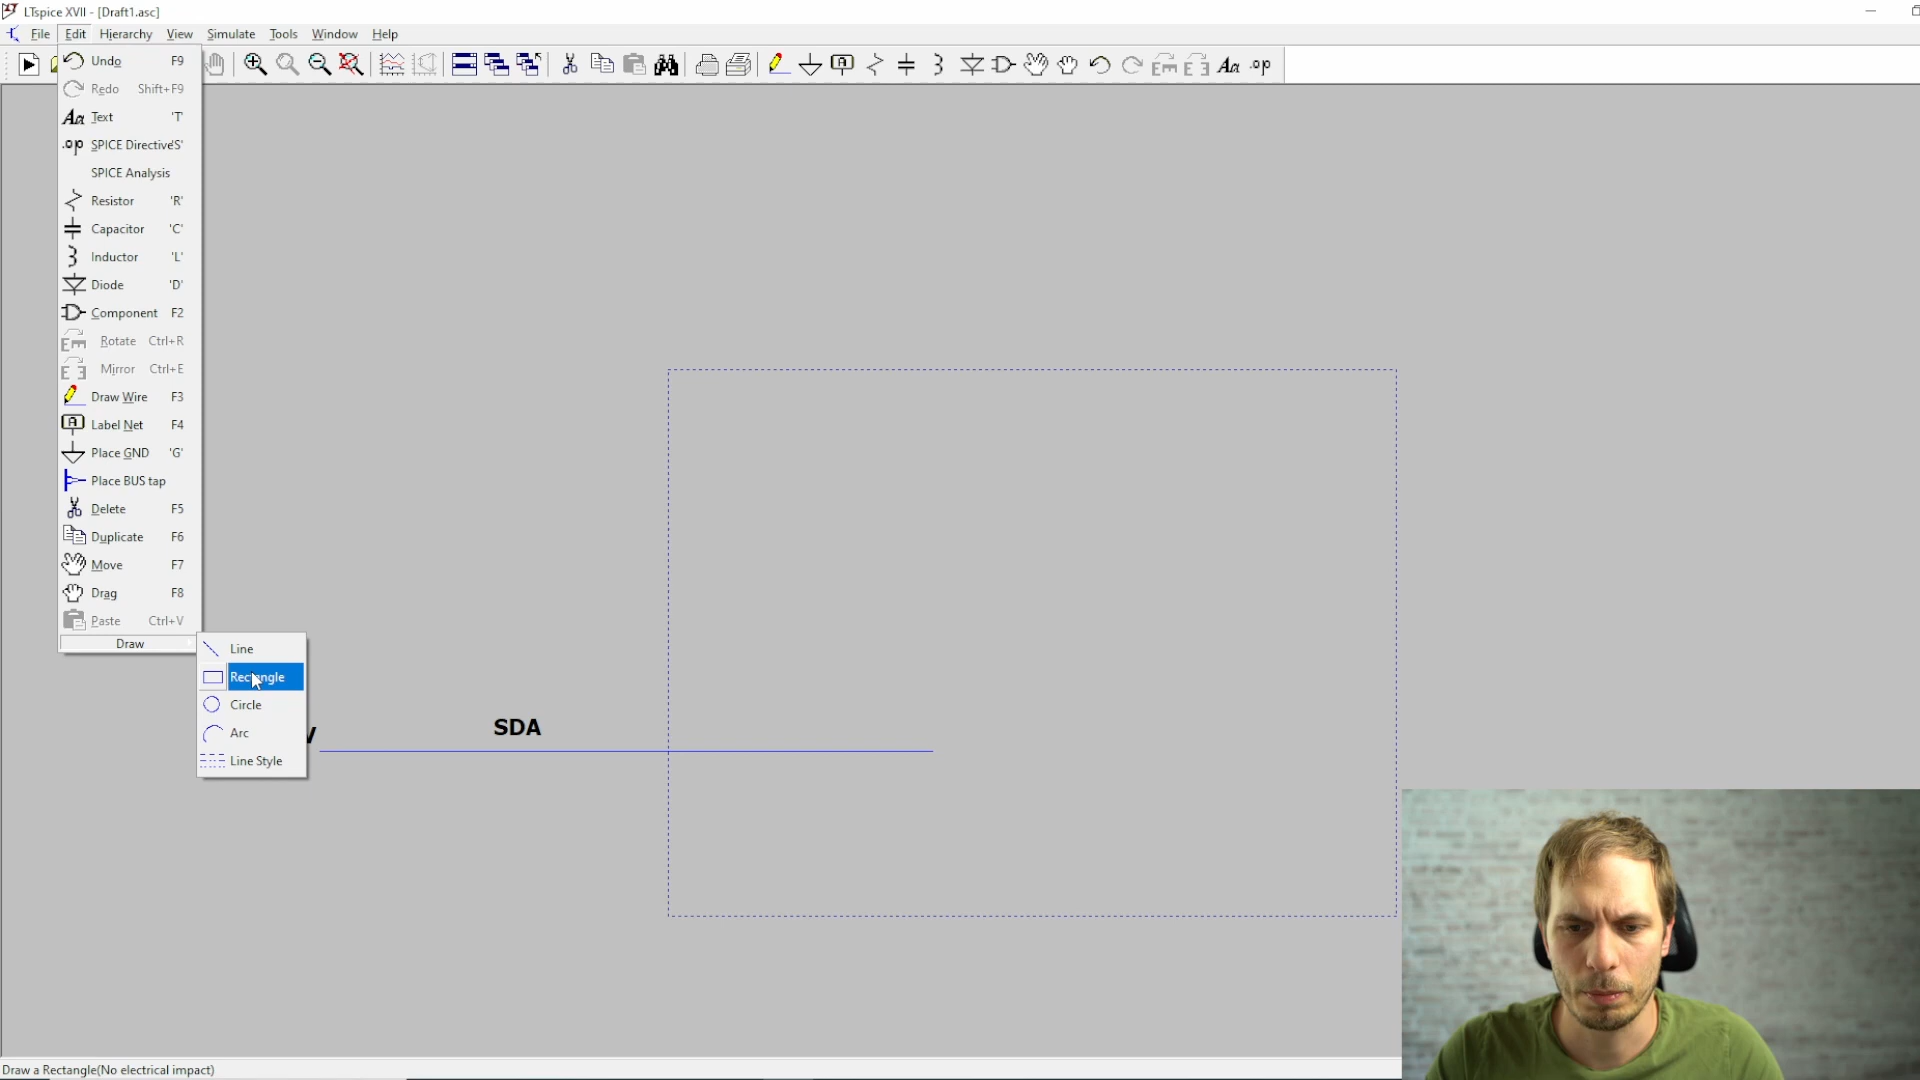 LTspice XVII - [Draft1.asc]
File Edit Hierarchy View Simulate Tools Window Help
Undo F9
Redo Shift+F9
Text 'T'
SPICE Directive'S'
SPICE Analysis
Resistor 'R'
Capacitor 'C'
Inductor 'L'
Diode 'D'
Component F2
Rotate Ctrl+R
Mirror Ctrl+E
Draw Wire F3
Label Net F4
Place GND 'G'
Place BUS tap
Delete F5
Duplicate F6
Move F7
Drag F8
Paste Ctrl+V
Draw
Line
Rectangle
Circle
Arc
Line Style
SDA
Draw a Rectangle(No electrical impact)